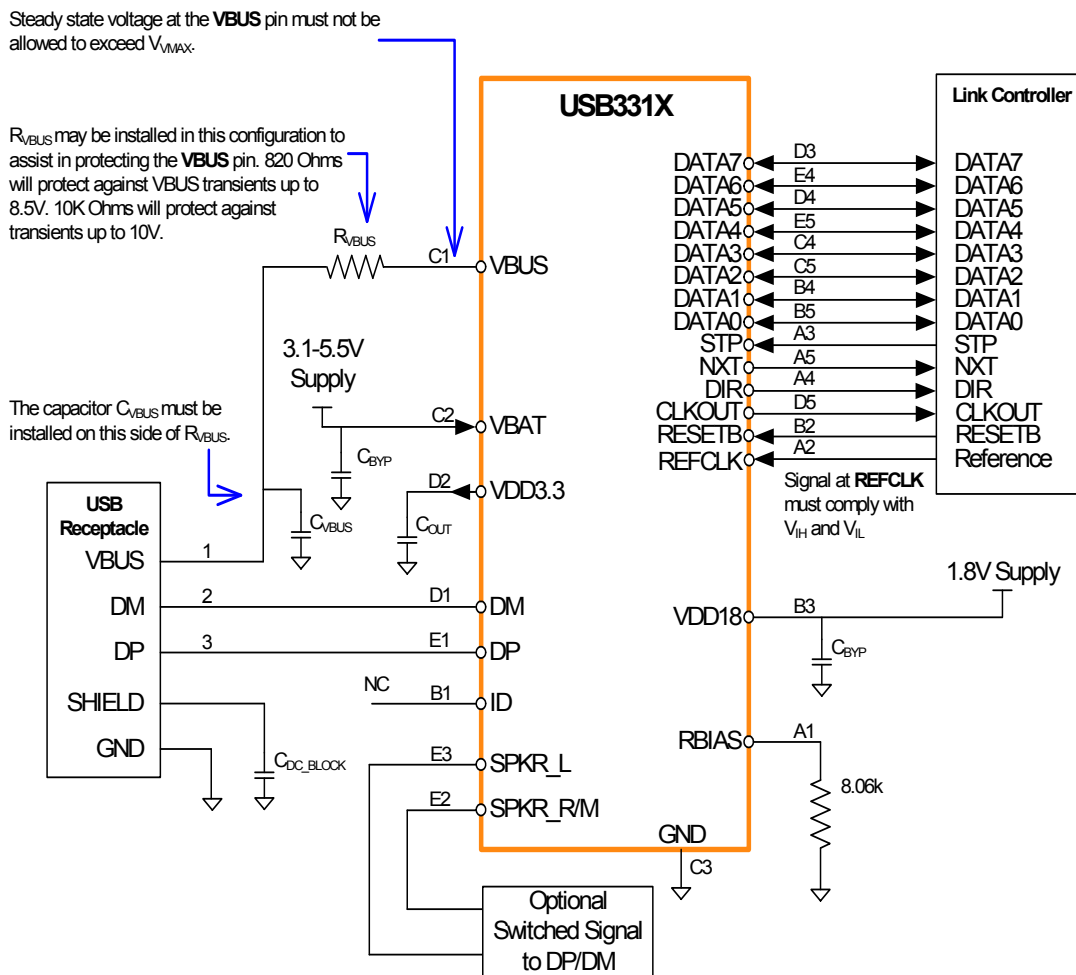 Steady state voltage at the VBUS pin must not be
allowed to exceed VVMAX.
RVBUS may be installed in this configuration to
assist in protecting the VBUS pin. 820 Ohms
will protect against VBUS transients up to
8.5V. 10K Ohms will protect against
transients up to 10V.
RVBUS
C1
VBUS
3.1-5.5V
Supply
The capacitor CVBUS must be
installed on this side of RVBUS.
C2
VBAT
CBYP
D2
VDD3.3
COUT
CVBUS
USB
Receptacle
VBUS
1
DM
2
D1
DM
DP
3
E1
DP
NC
B1
ID
SHIELD
GND
CDC_BLOCK
E3
SPKR_L
E2
SPKR_R/M
USB331X
Link Controller
DATA7
D3
DATA7
DATA6
E4
DATA6
DATA5
D4
DATA5
DATA4
E5
DATA4
DATA3
C4
DATA3
DATA2
C5
DATA2
DATA1
B4
DATA1
DATA0
B5
DATA0
STP
A3
STP
NXT
A5
NXT
DIR
A4
DIR
CLKOUT
D5
CLKOUT
RESETB
B2
RESETB
REFCLK
A2
Reference
Signal at REFCLK
must comply with
VIH and VIL
1.8V Supply
VDD18
B3
CBYP
RBIAS
A1
8.06k
GND
C3
Optional
Switched Signal
to DP/DM